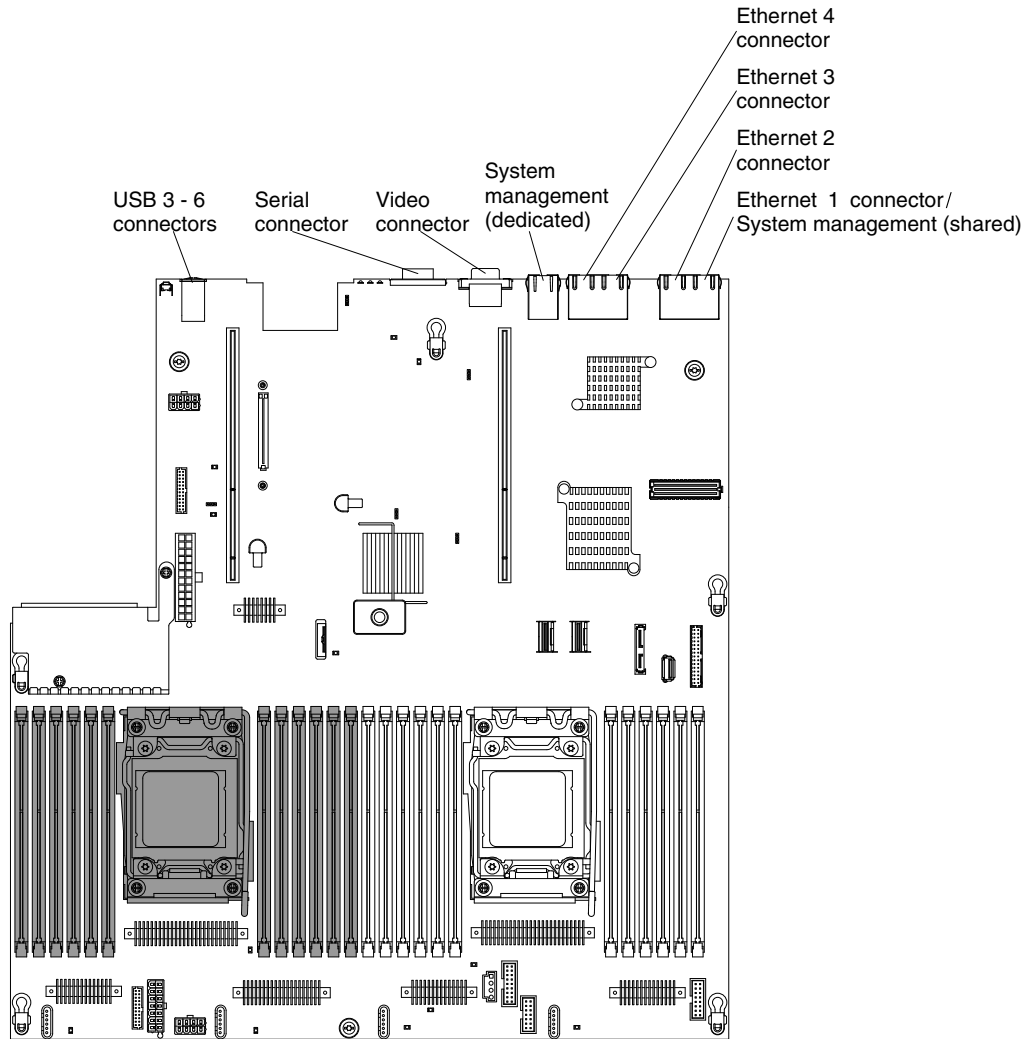 Ethernet 4
connector
Ethernet 3
connector
Ethernet 2
connector
Ethernet 1 connector/
System management (shared)
System
management
(dedicated)
Video
connector
Serial
connector
USB 3 - 6
connectors